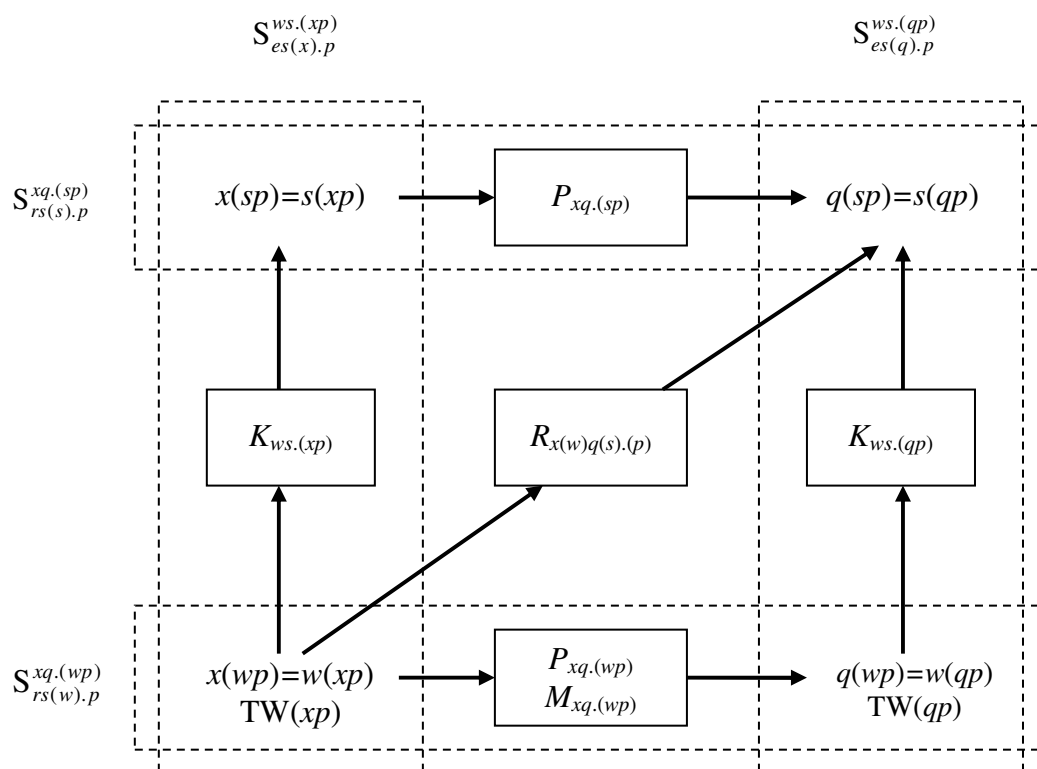 S^{ws.(xp)}_{es(x).p} S^{ws.(qp)}_{es(q).p}
S^{xq.(sp)}_{rs(s).p} x(sp)=s(xp) P_{xq.(sp)} q(sp)=s(qp)
K_{ws.(xp)} R_{x(w)q(s).(p)} K_{ws.(qp)}
S^{xq.(wp)}_{rs(w).p} x(wp)=w(xp) P_{xq.(wp)} q(wp)=w(qp)
TW(xp) M_{xq.(wp)} TW(qp)